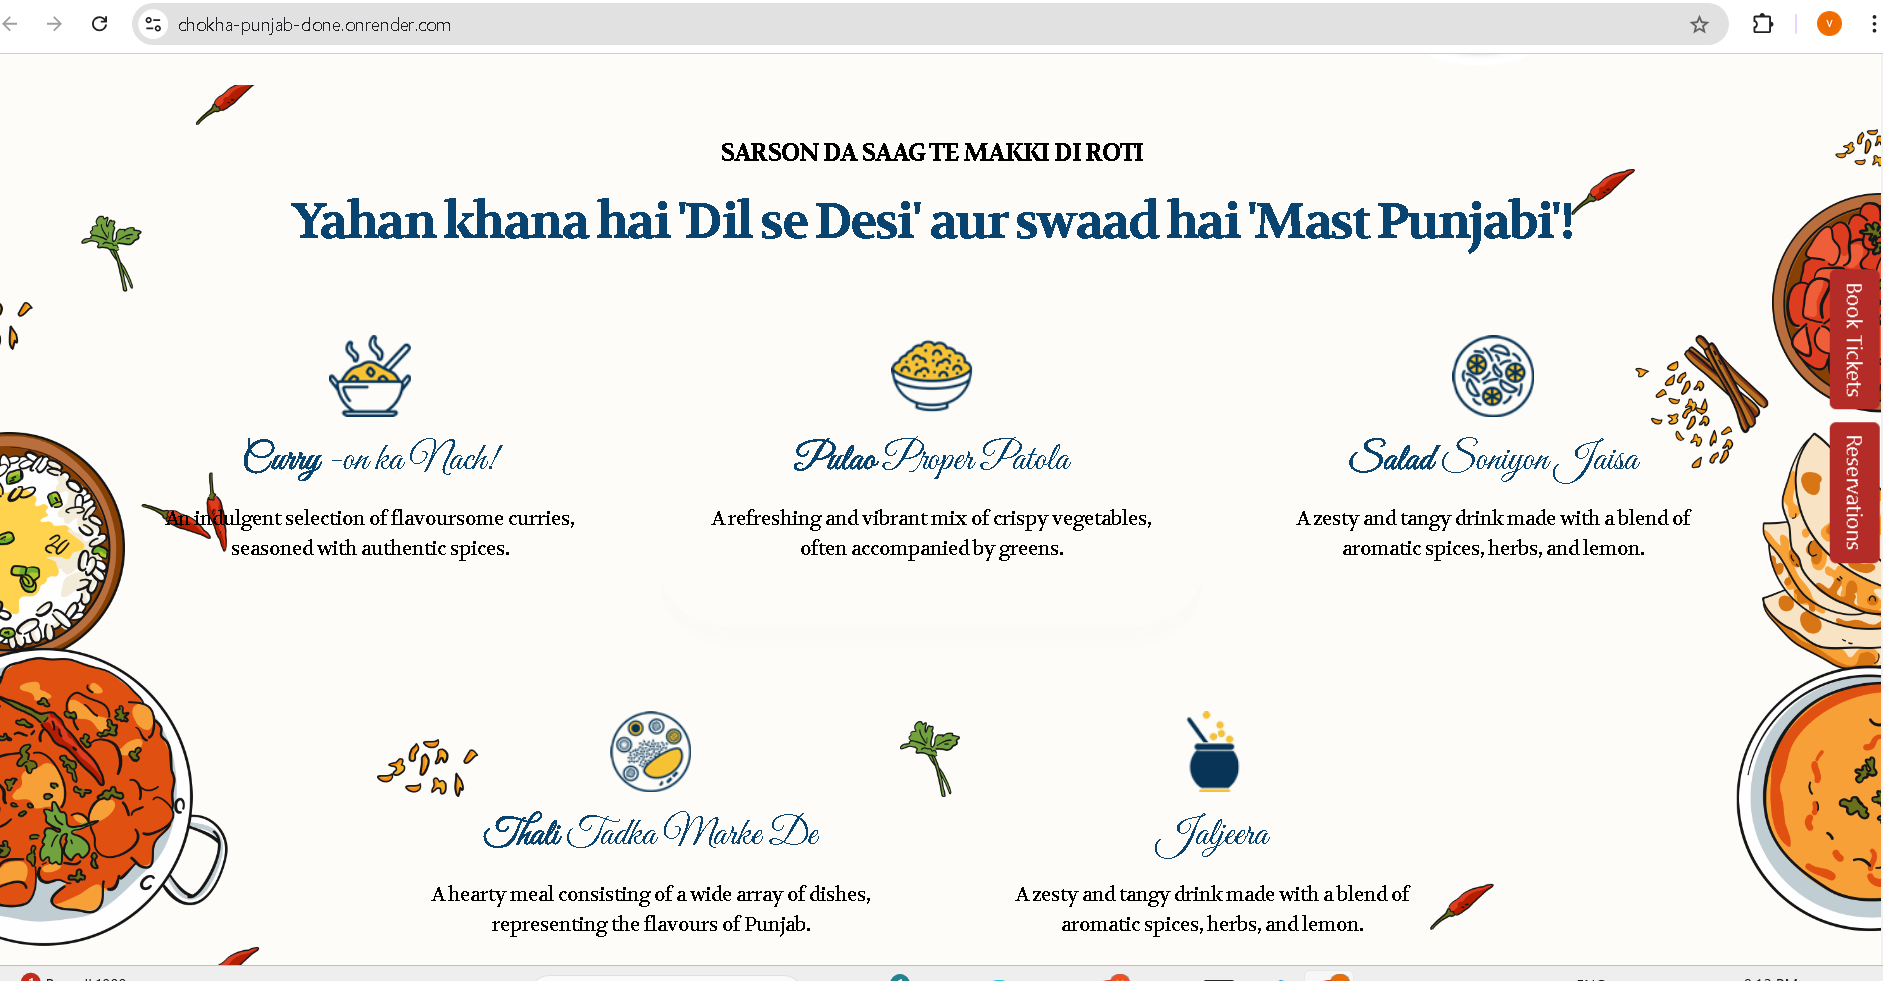 chokha-punjab-done.onrender.com
V
SARSON DA SAAG TE MAKKI DI ROTI
Yahan khana hai 'Dil se Desi' aur swaad hai 'Mast Punjabi'!
Book Tickets
Reservations
Curry -on ka Nach!
An indulgent selection of flavoursome curries,
seasoned with authentic spices.
Pulao Proper Patola
A refreshing and vibrant mix of crispy vegetables,
often accompanied by greens.
Salad Soniyon Jaisa
A zesty and tangy drink made with a blend of
aromatic spices, herbs, and lemon.
Thali Tadka Marke De
A hearty meal consisting of a wide array of dishes,
representing the flavours of Punjab.
Jaljeera
A zesty and tangy drink made with a blend of
aromatic spices, herbs, and lemon.